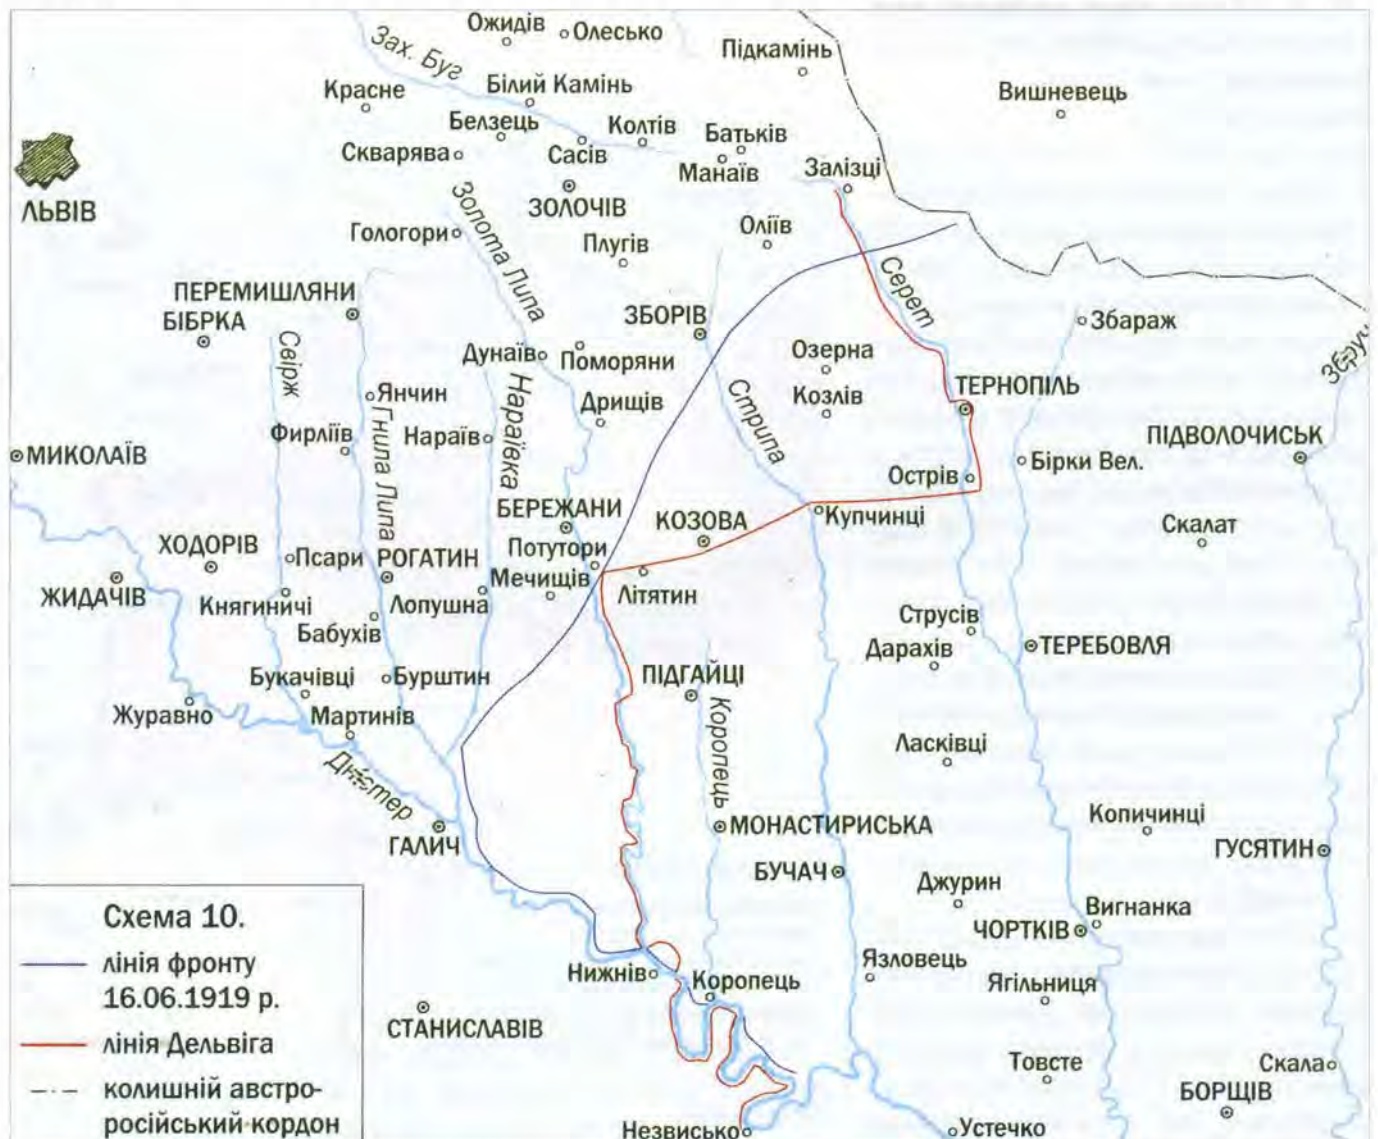 Ожидів
Олесько
Зах. Буг
Підкамінь
Красне
Білий Камінь
Вишневець
Белзець
Колтів
Батьків
Скварява
Сасів
Манаїв
Залізці
ЛЬВІВ
Золота Липа
ЗОЛОЧІВ
Гологори
Плугів
Оліїв
Серет
ПЕРЕМИШЛЯНИ
БІБРКА
ЗБОРІВ
Збараж
Збруч
Свірж
Дунаїв
Поморяни
Озерна
ТЕРНОПІЛЬ
Янчин
Нараївка
Дрищів
Стрипа
Козлів
Гнила Липа
Фирліїв
Нараїв
МИКОЛАЇВ
Бірки Вел.
ПІДВОЛОЧИСЬК
Острів
БЕРЕЖАНИ
КОЗОВА
Купчинці
Скалат
ХОДОРІВ
Псари
РОГАТИН
Потутори
Мечищів
Літятин
ЖИДАЧІВ
Княгиничі
Лопушна
Бабухів
Струсів
Дарахів
ТЕРЕБОВЛЯ
Букачівці
Бурштин
ПІДГАЙЦІ
Журавно
Мартинів
Коропець
Ласківці
Дністер
ГАЛИЧ
МОНАСТИРИСЬКА
Копичинці
ГУСЯТИН
БУЧАЧ
Джурин
Вигнанка
ЧОРТКІВ
Нижнів
Коропець
Язловець
Ягільниця
СТАНИСЛАВІВ
Товсте
Скала
БОРЩІВ
Незвисько
Устечко
Схема 10.
лінія фронту
16.06.1919 р.
лінія Дельвіга
колишній австро-
російський кордон